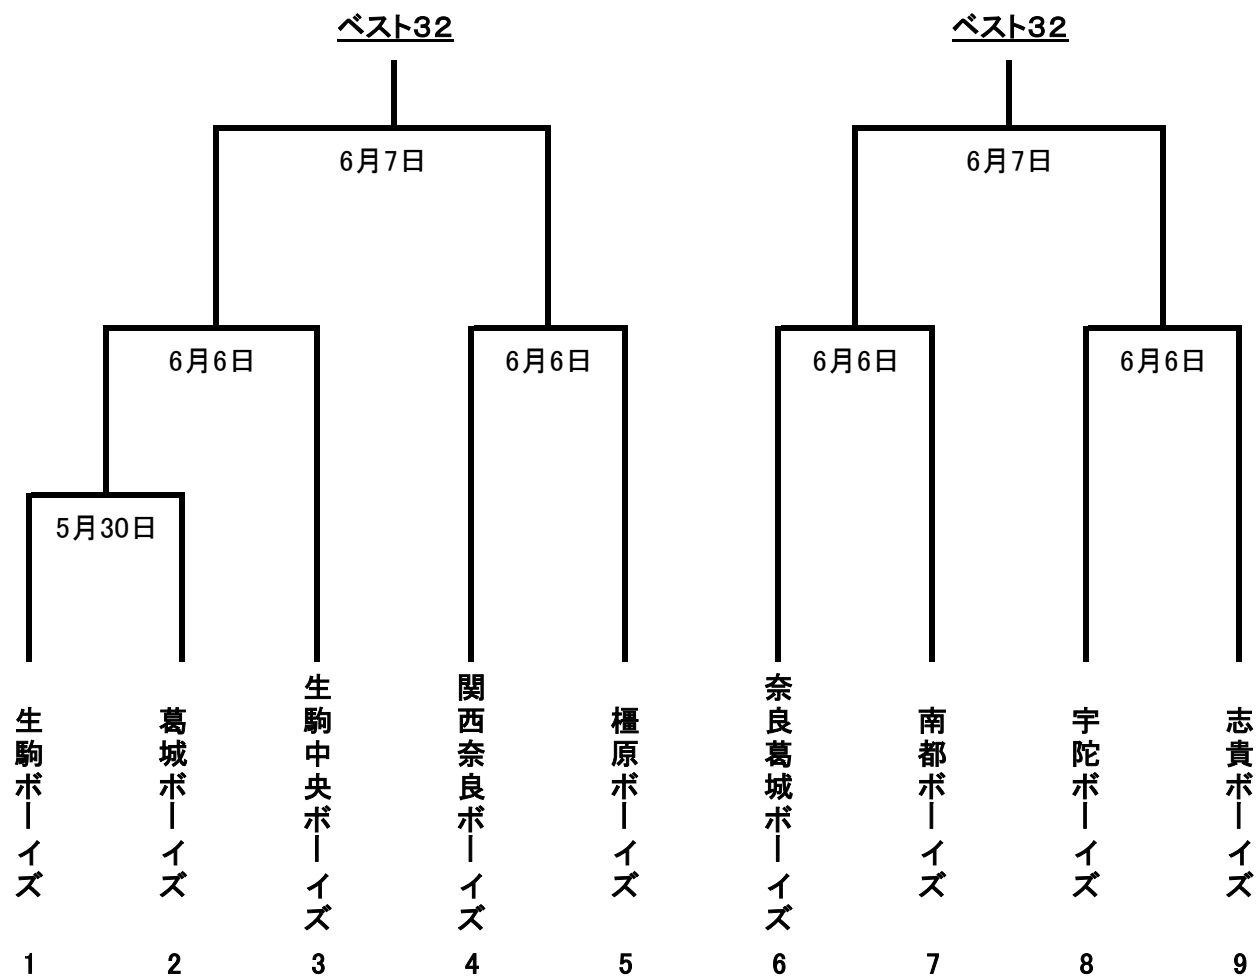 ベスト32
ベスト32
6月7日
6月7日
6月6日
6月6日
6月6日
6月6日
5月30日
生駒ボーイズ
葛城ボーイズ
生駒中央ボーイズ
関西奈良ボーイズ
橿原ボーイズ
奈良葛城ボーイズ
南都ボーイズ
宇陀ボーイズ
志貴ボーイズ
1
2
3
4
5
6
7
8
9